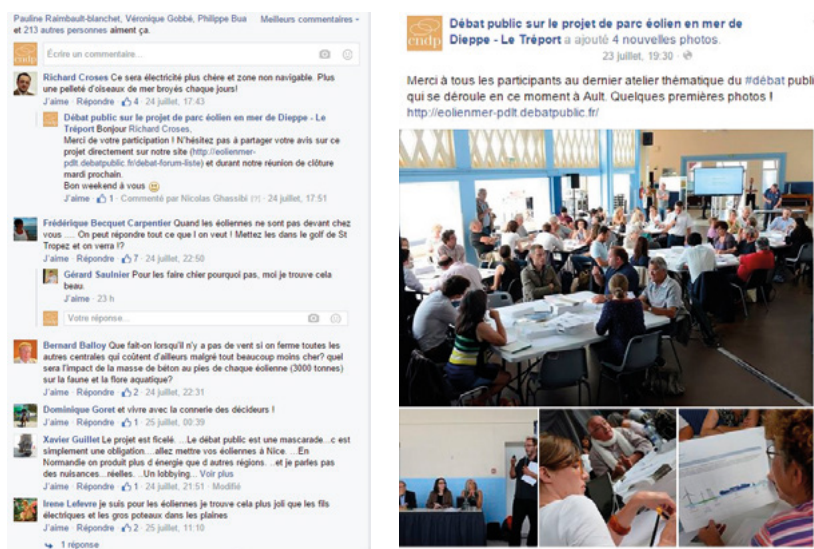 Pauline Raimbault-blanchet, Véronique Gobbé, Philippe Bua
Meilleurs commentaires
et 213 autres personnes aiment ça.
cndp
Écrire un commentaire...
Richard Croses Ce sera électricité plus chère et zone non navigable. Plus
une pelleté d'oiseaux de mer broyés chaque jours!
J'aime · Répondre · 4 · 24 juillet, 17:43
Débat public sur le projet de parc éolien en mer de Dieppe - Le
Tréport Bonjour Richard Croses,
Merci de votre participation ! N'hésitez pas à partager votre avis sur ce
projet directement sur notre site (http://eolienmer-
pdlt.debatpublic.fr/debat-forum-liste) et durant notre réunion de clôture
mardi prochain.
Bon weekend à vous
J'aime · 1 · Commenté par Nicolas Ghassibi [?] · 24 juillet, 17:51
Frédérique Becquet Carpentier Quand les éoliennes ne sont pas devant chez
vous .... On peut répondre tout ce que l on veut ! Mettez les dans le golf de St
Tropez et on verra !?
J'aime · Répondre · 7 · 24 juillet, 22:50
Gérard Saulnier Pour les faire chier pourquoi pas, moi je trouve cela
beau.
J'aime · 23 h
Votre réponse...
Bernard Balloy Que fait-on lorsqu'il n'y a pas de vent si on ferme toutes les
autres centrales qui coûtent d'ailleurs malgré tout beaucoup moins cher? quel
sera l'impact de la masse de béton au pies de chaque éolienne (3000 tonnes)
sur la faune et la flore aquatique?
J'aime · Répondre · 2 · 24 juillet, 22:31
Dominique Goret et vivre avec la connerie des décideurs !
J'aime · Répondre · 1 · 25 juillet, 00:39
Xavier Guillet Le projet est ficelé. ...Le débat public est une mascarade...c est
simplement une obligation....allez mettre vos éoliennes à Nice. ...En
Normandie on produit plus d énergie que d autres régions. ...et je parles pas
des nuisances...réelles. ...Un lobbying... Voir plus
J'aime · Répondre · 1 · 24 juillet, 21:51 · Modifié
Irene Lefevre je suis pour les éoliennes je trouve cela plus joli que les fils
électriques et les gros poteaux dans les plaines
J'aime · Répondre · 2 · 25 juillet, 11:10
1 réponse
cndp
Débat public sur le projet de parc éolien en mer de
Dieppe - Le Tréport a ajouté 4 nouvelles photos.
23 juillet, 19:30
Merci à tous les participants au dernier atelier thématique du #débat publi
qui se déroule en ce moment à Ault. Quelques premières photos !
http://eolienmer-pdlt.debatpublic.fr/